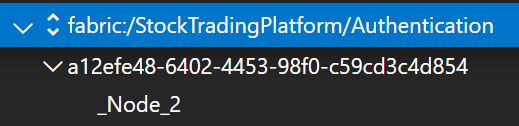 fabric:/StockTradingPlatform/Authentication
a12efe48-6402-4453-98f0-c59cd3c4d854
_Node_2